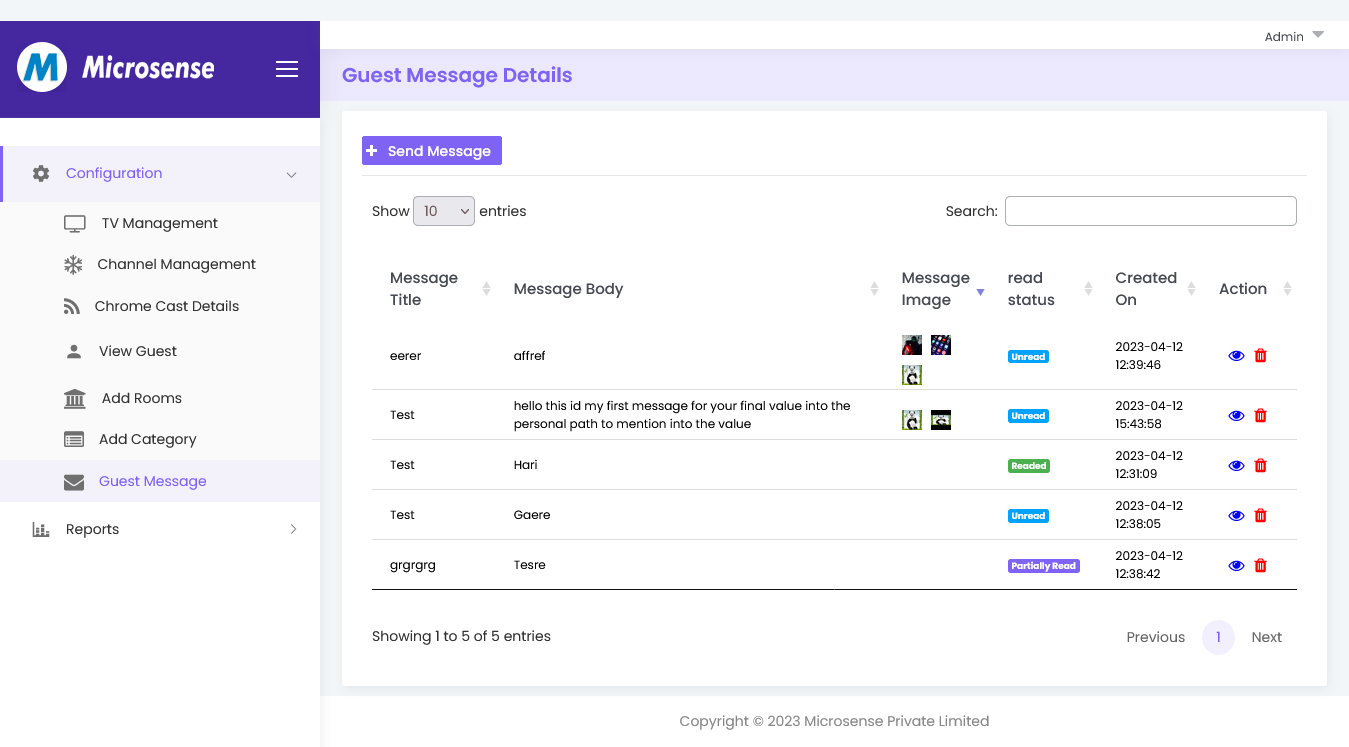 Admin
M Microsense
Guest Message Details
Send Message
Configuration
TV Management
Channel Management
Chrome Cast Details
View Guest
Add Rooms
Add Category
Guest Message
Reports
Show 10 entries
Search:
Message Title
Message Body
Message Image
read status
Created On
Action
eerer affref Unread 2023-04-12
12:39:46
Test hello this id my first message for your final value into the
personal path to mention into the value
Unread 2023-04-12
15:43:58
Test Hari Readed 2023-04-12
12:31:09
Test Gaere Unread 2023-04-12
12:38:05
grgrgrg Tesre Partially Read 2023-04-12
12:38:42
Showing 1 to 5 of 5 entries
Previous 1 Next
Copyright © 2023 Microsense Private Limited